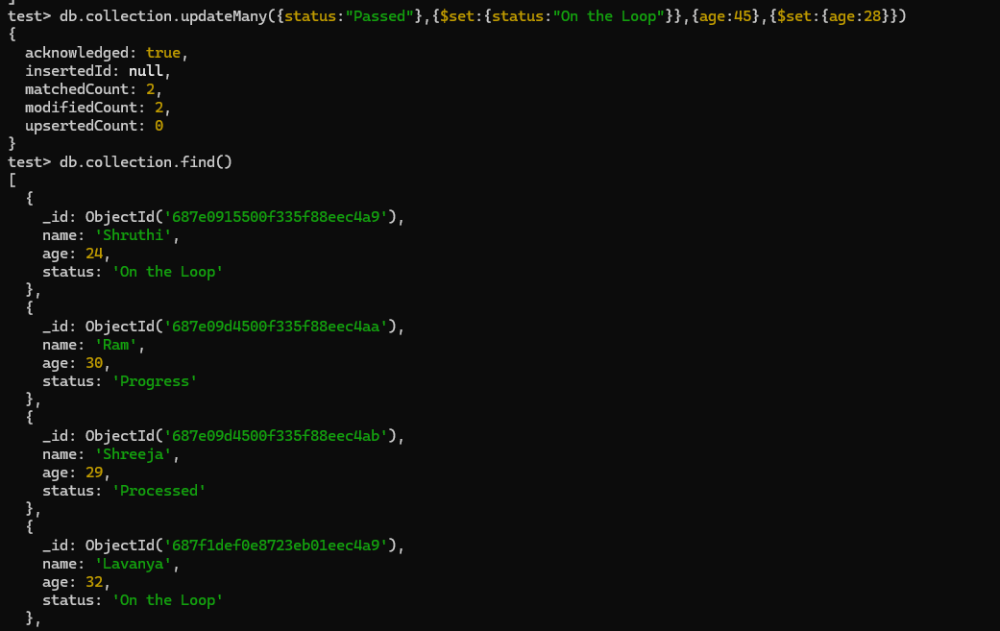 ]
test> db.collection.updateMany({status:"Passed"},{$set:{status:"On the Loop"}},{age:45},{$set:{age:28}})
{
  acknowledged: true,
  insertedId: null,
  matchedCount: 2,
  modifiedCount: 2,
  upsertedCount: 0
}
test> db.collection.find()
[
  {
    _id: ObjectId('687e0915500f335f88eec4a9'),
    name: 'Shruthi',
    age: 24,
    status: 'On the Loop'
  },
  {
    _id: ObjectId('687e09d4500f335f88eec4aa'),
    name: 'Ram',
    age: 30,
    status: 'Progress'
  },
  {
    _id: ObjectId('687e09d4500f335f88eec4ab'),
    name: 'Shreeja',
    age: 29,
    status: 'Processed'
  },
  {
    _id: ObjectId('687f1def0e8723eb01eec4a9'),
    name: 'Lavanya',
    age: 32,
    status: 'On the Loop'
  },